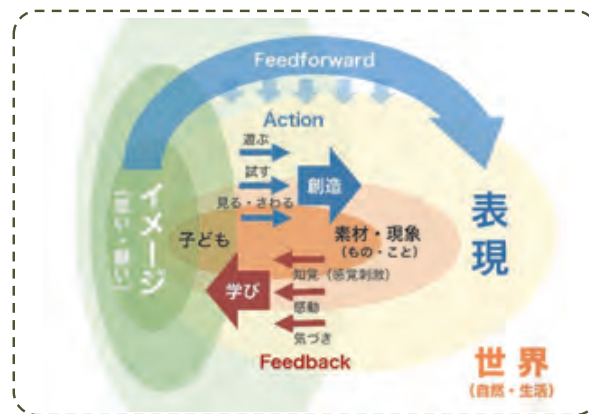 Feedforward
Action
遊ぶ
試す
見る・さわる
創造
イメージ
(思い・願い)
子ども
素材・現象
(もの・こと)
表現
学び
知覚（感覚刺激）
感動
気づき
Feedback
世界
(自然・生活)